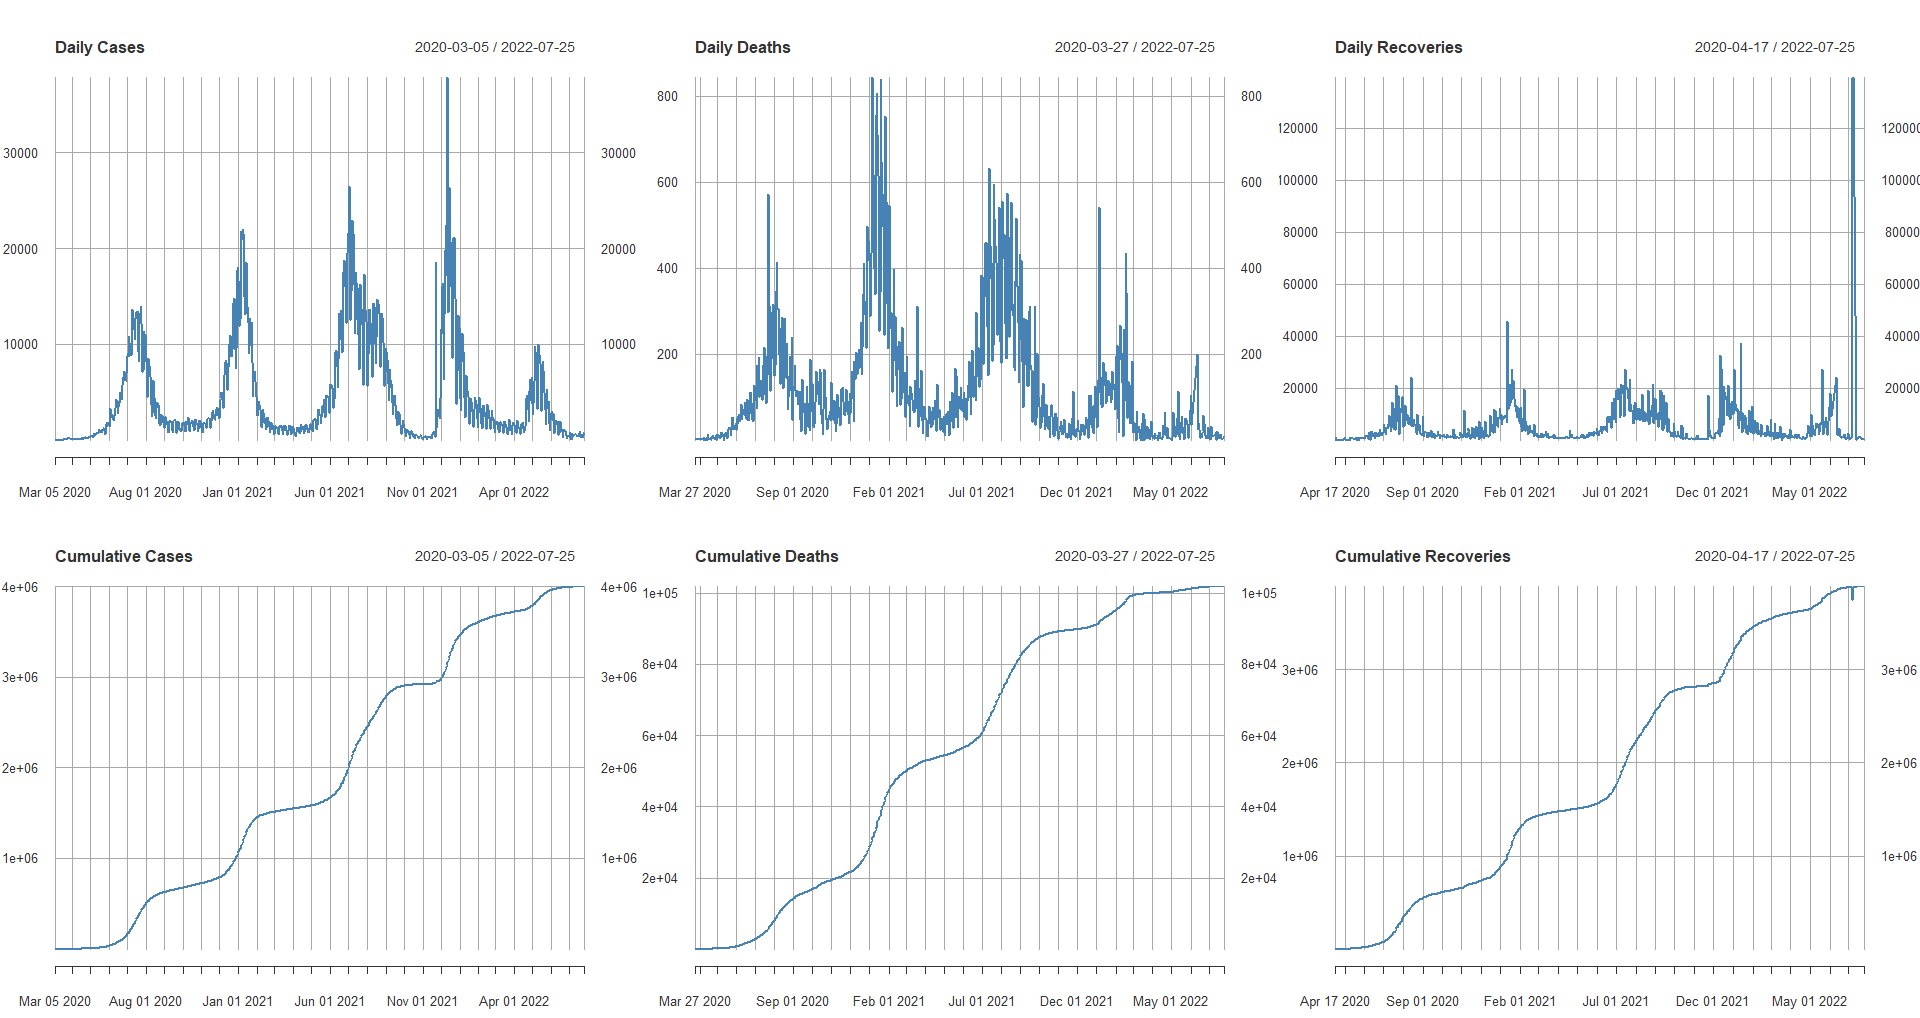 Daily Cases 2020-03-05 / 2022-07-25
30000 30000
20000 20000
10000 10000
Mar 05 2020 Aug 01 2020 Jan 01 2021 Jun 01 2021 Nov 01 2021 Apr 01 2022
Daily Deaths 2020-03-27 / 2022-07-25
800 800
600 600
400 400
200 200
Mar 27 2020 Sep 01 2020 Feb 01 2021 Jul 01 2021 Dec 01 2021 May 01 2022
Daily Recoveries 2020-04-17 / 2022-07-25
120000 120000
100000 100000
80000 80000
60000 60000
40000 40000
20000 20000
Apr 17 2020 Sep 01 2020 Feb 01 2021 Jul 01 2021 Dec 01 2021 May 01 2022
Cumulative Cases 2020-03-05 / 2022-07-25
4e+06 4e+06
3e+06 3e+06
2e+06 2e+06
1e+06 1e+06
Mar 05 2020 Aug 01 2020 Jan 01 2021 Jun 01 2021 Nov 01 2021 Apr 01 2022
Cumulative Deaths 2020-03-27 / 2022-07-25
1e+05 1e+05
8e+04 8e+04
6e+04 6e+04
4e+04 4e+04
2e+04 2e+04
Mar 27 2020 Sep 01 2020 Feb 01 2021 Jul 01 2021 Dec 01 2021 May 01 2022
Cumulative Recoveries 2020-04-17 / 2022-07-25
3e+06 3e+06
2e+06 2e+06
1e+06 1e+06
Apr 17 2020 Sep 01 2020 Feb 01 2021 Jul 01 2021 Dec 01 2021 May 01 2022